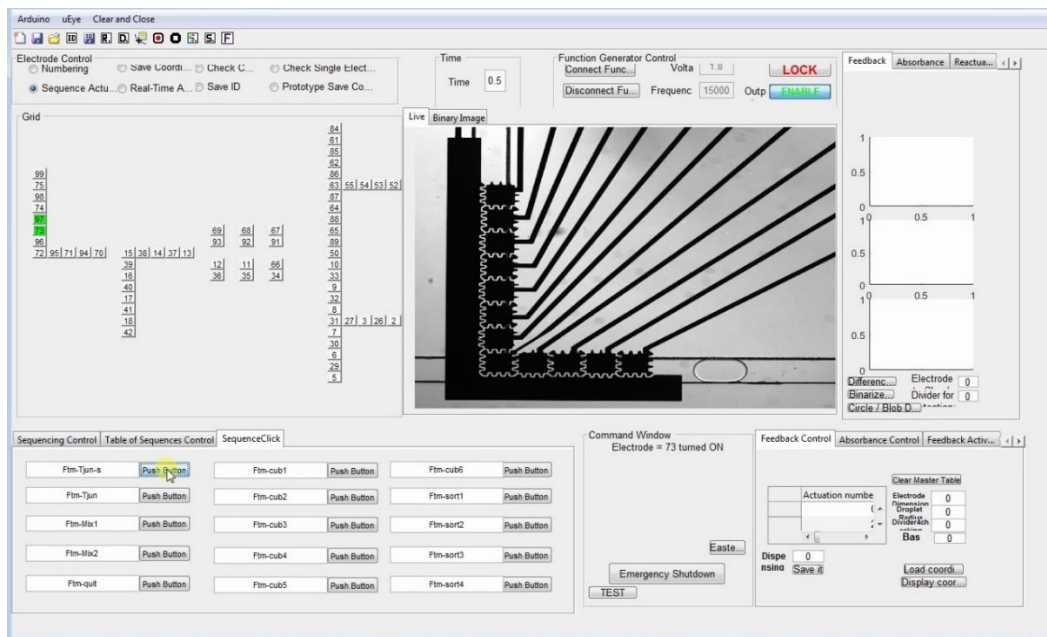 Arduino uEye Clear and Close
Electrode Control
Numbering Save Coordi... Check C... Check Single Elect...
Sequence Actu... Real-Time A... Save ID Prototype Save Co...
Time
Time 0.5
Function Generator Control
Connect Func... Volta 1.8 LOCK
Disconnect Fu... Frequenc 15000 Outp ENABLE
Feedback Absorbance Reactua...
Grid
84
61
85
62
86
63 55 54 53 52
87
64
88
65
89
50
10
33
9
32
8
31 27 3 26 2
7
30
6
29
5
99
75
98
74
97
73
96
72 95 71 94 70
15 38 14 37 13
39
16
40
17
41
18
42
69 68 67
93 92 91
12 11 66
36 35 34
Live Binary Image
1
0.5
0
0 0.5 1
1
0.5
0
0 0.5 1
1
0.5
0
Differenc... Electrode 0
Binarize... Divider for 0
Circle / Blob D...
Sequencing Control Table of Sequences Control SequenceClick
Ftm-Tjun-s Push Button Ftm-cub1 Push Button Ftm-cub6 Push Button
Ftm-Tjun Push Button Ftm-cub2 Push Button Ftm-sort1 Push Button
Ftm-Mix1 Push Button Ftm-cub3 Push Button Ftm-sort2 Push Button
Ftm-Mix2 Push Button Ftm-cub4 Push Button Ftm-sort3 Push Button
Ftm-quit Push Button Ftm-cub5 Push Button Ftm-sort4 Push Button
Command Window
Electrode = 73 turned ON
Easte...
Emergency Shutdown
TEST
Feedback Control Absorbance Control Feedback Activ...
Clear Master Table
Actuation numbe
Electrode Dimension 0
Droplet Radius 0
Divider4ch 0
Bas 0
Dispe nsing 0
Save it
Load coordi...
Display coor...